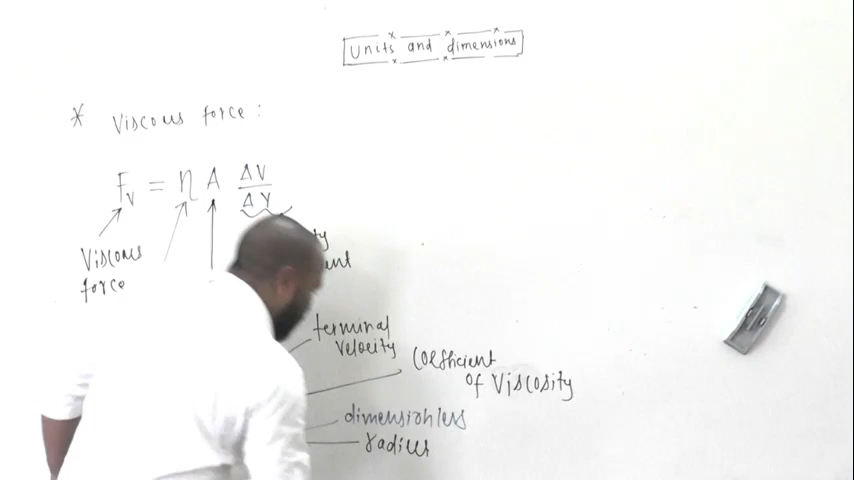 Units and dimensions
* Viscous force :
Fv = η A ΔV/ΔY
Viscous
force
terminal
velocity
Coefficient
of Viscosity
dimensionless
radius